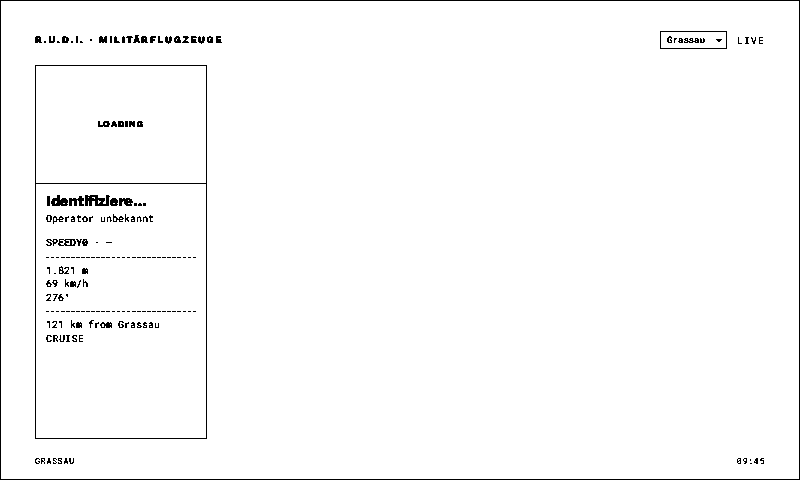 R.U.D.I. · MILITÄRFLUGZEUGE
Grassau
LIVE
LOADING
Identifiziere...
Operator unbekannt
SPEEDY0 · —
1.821 m
69 km/h
276°
121 km from Grassau
CRUISE
GRASSAU
09:45